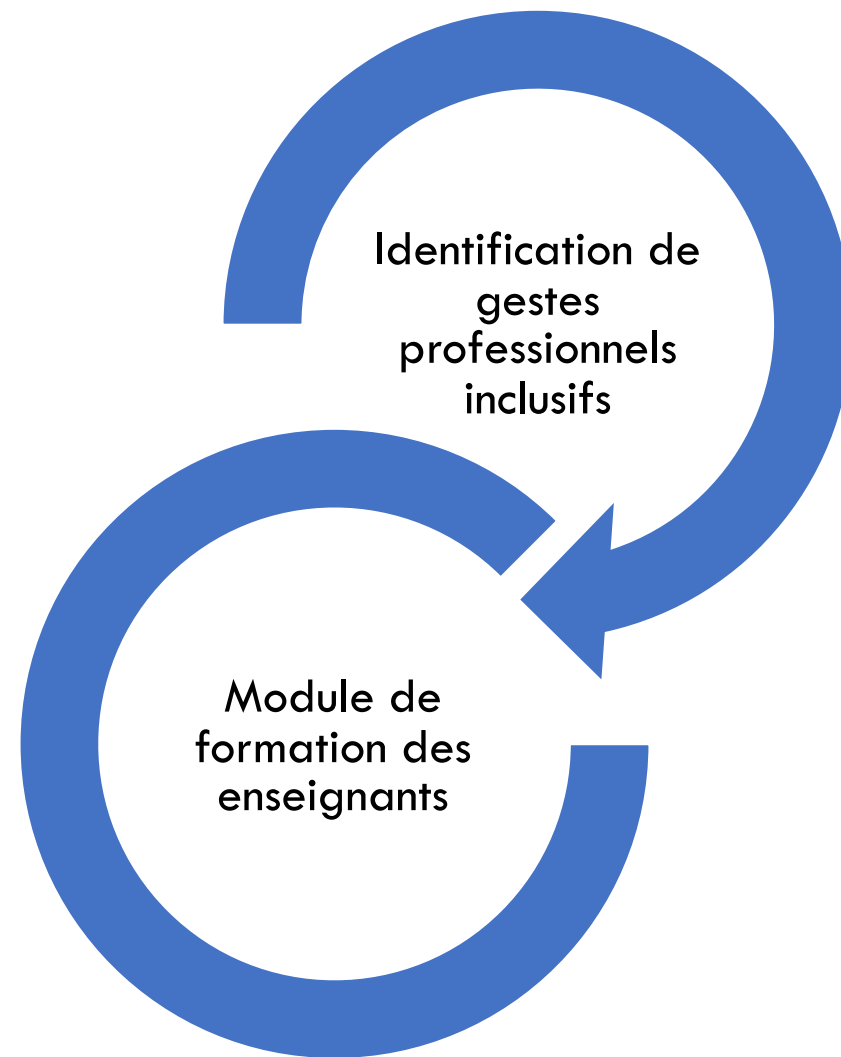 Identification de
gestes
professionnels
inclusifs
Module de
formation des
enseignants